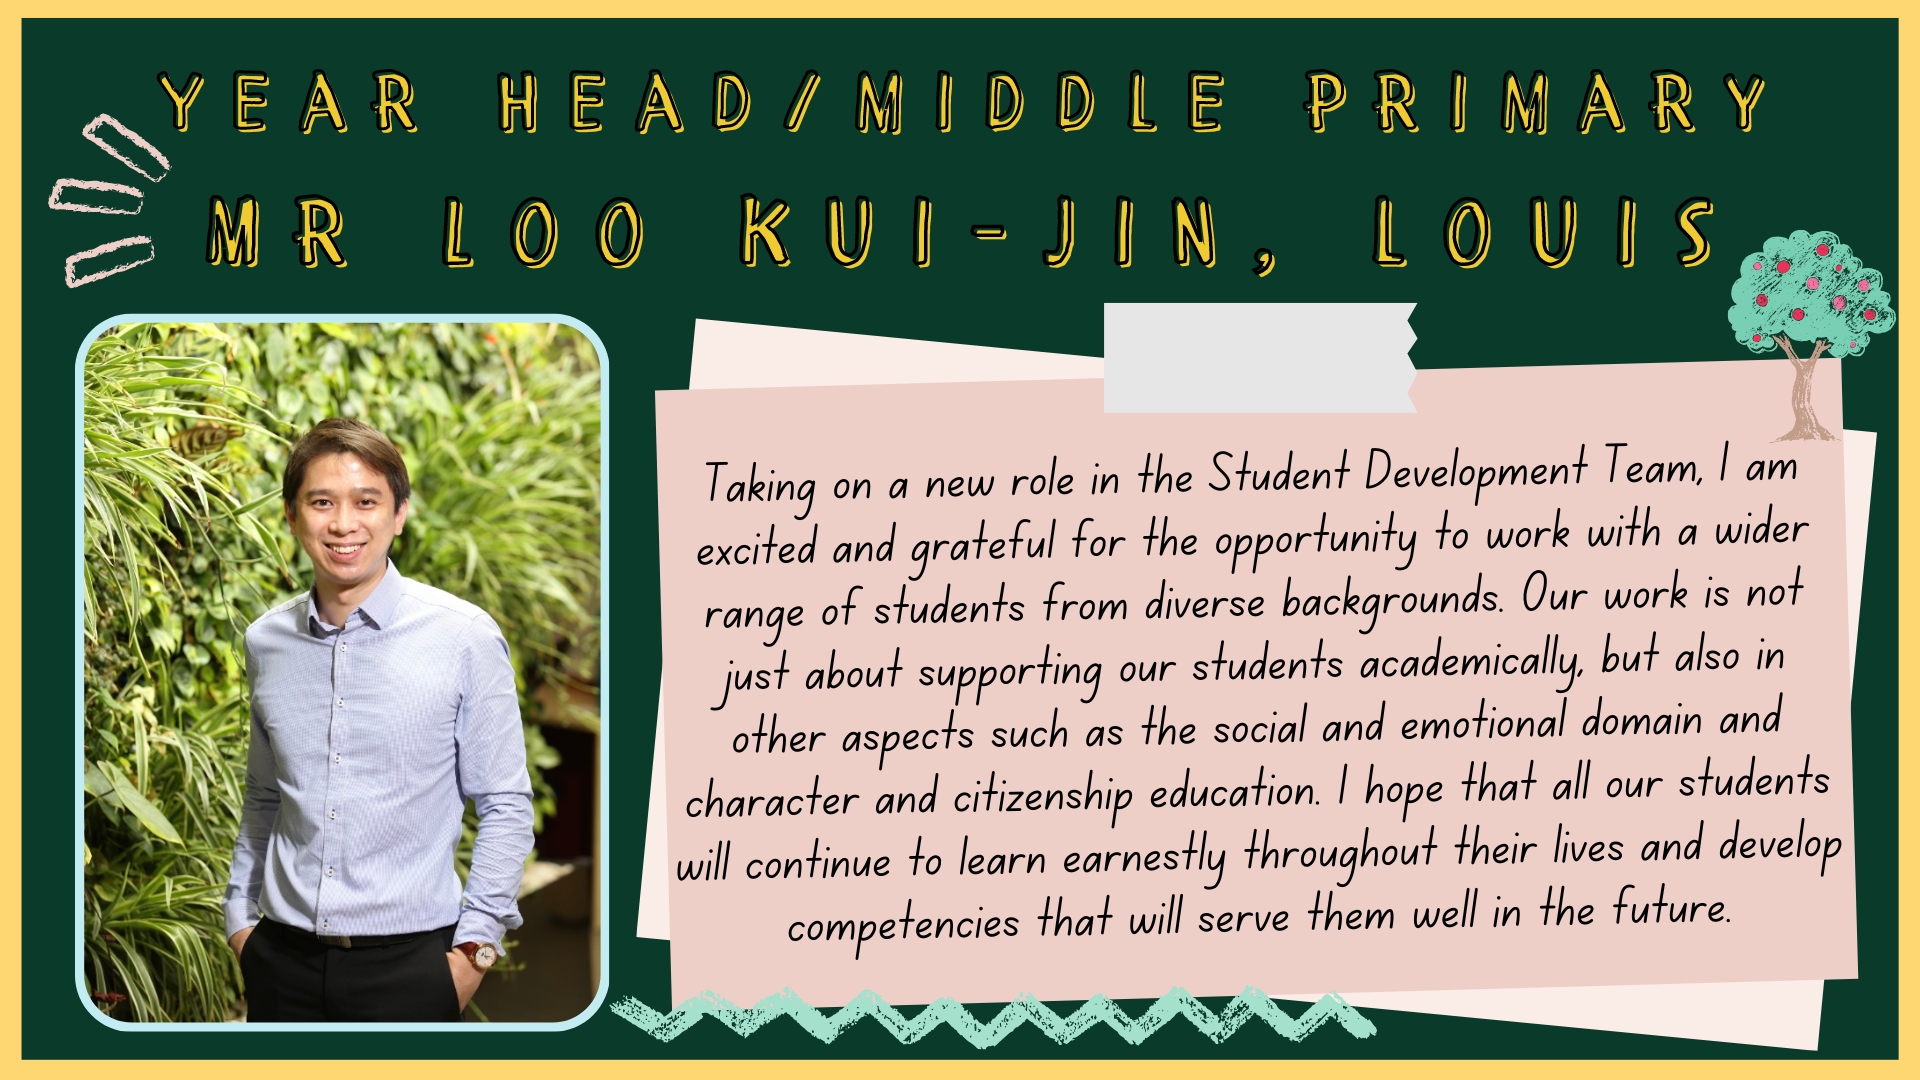 YEAR HEAD/MIDDLE PRIMARY
MR LOO KUI-JIN, LOUIS
Taking on a new role in the Student Development Team, I am
excited and grateful for the opportunity to work with a wider
range of students from diverse backgrounds. Our work is not
just about supporting our students academically, but also in
other aspects such as the social and emotional domain and
character and citizenship education. I hope that all our students
will continue to learn earnestly throughout their lives and develop
competencies that will serve them well in the future.